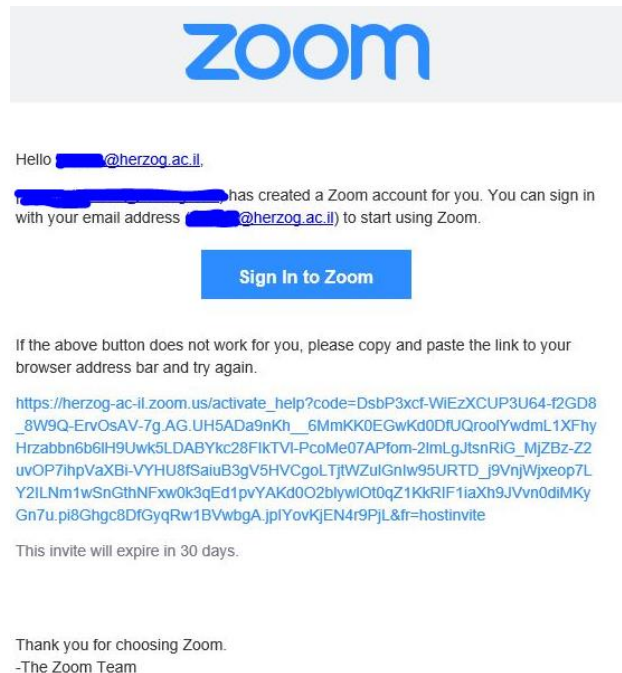 zoom
Hello @herzog.ac.il,
has created a Zoom account for you. You can sign in
with your email address (@herzog.ac.il) to start using Zoom.
Sign In to Zoom
If the above button does not work for you, please copy and paste the link to your
browser address bar and try again.
https://herzog-ac-il.zoom.us/activate_help?code=DsbP3xcf-WiEzXCUP3U64-f2GD8
_8W9Q-ErvOsAV-7g.AG.UH5ADa9nKh__6MmKK0EGwKd0DfUQroolYwdmL1XFhy
Hrzabbn6b6lH9Uwk5LDABYkc28FlkTVl-PcoMe07APfom-2lmLgJtsnRiG_MjZBz-Z2
uvOP7ihpVaXBi-VYHU8fSaiuB3gV5HVCgoLTjtWZulGnlw95URTD_j9VnjWjxeop7L
Y2ILNm1wSnGthNFxw0k3qEd1pvYAKd0O2blywlOt0qZ1KkRIF1iaXh9JVvn0diMKy
Gn7u.pi8Ghgc8DfGyqRw1BVwbgA.jplYovKjEN4r9PjL&fr=hostinvite
This invite will expire in 30 days.
Thank you for choosing Zoom.
-The Zoom Team